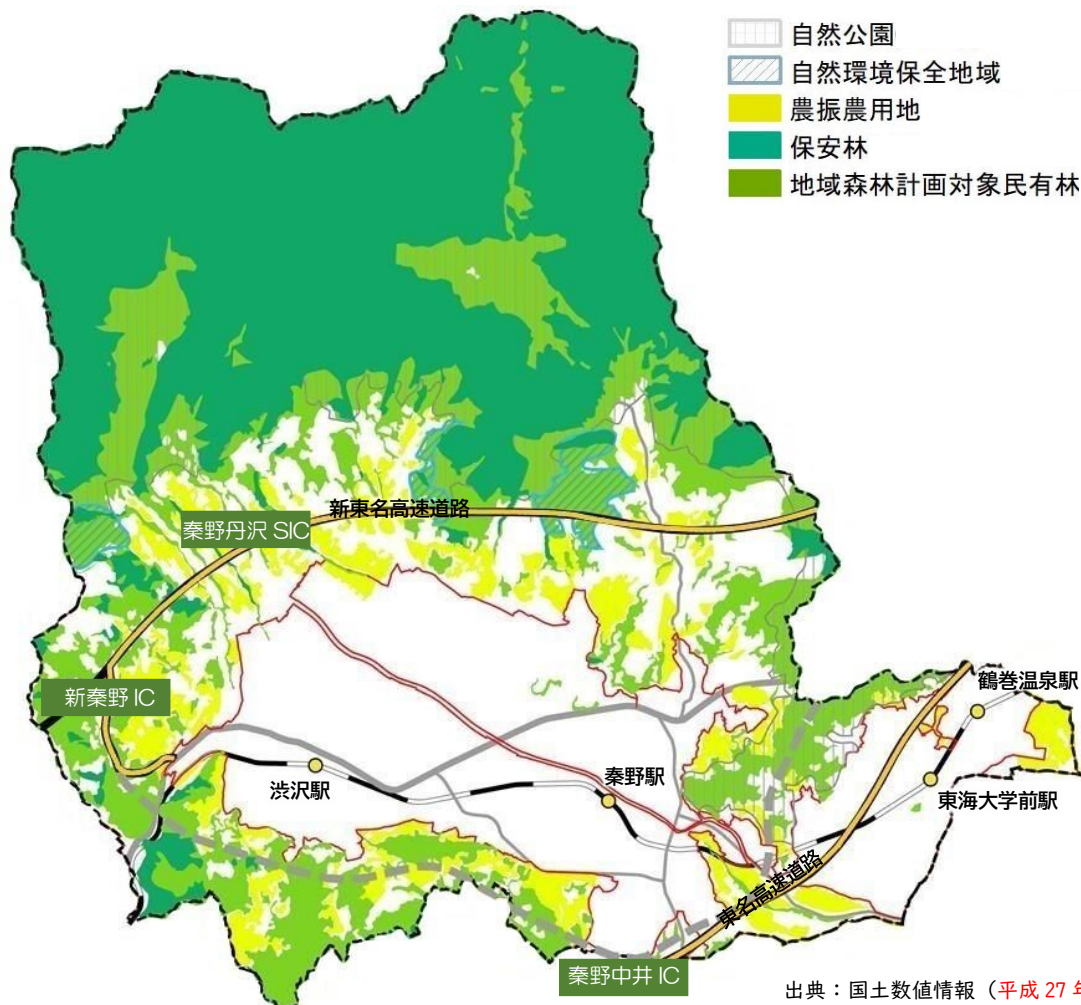 自然公園
自然環境保全地域
農振農用地
保安林
地域森林計画対象民有林
新東名高速道路
秦野丹沢 SIC
新秦野 IC
鶴巻温泉駅
渋沢駅
秦野駅
東海大学前駅
東名高速道路
秦野中井 IC
出典:国土数値情報(平成 27 年